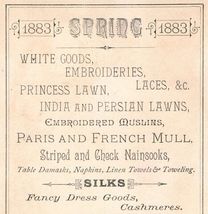 1883 SPRING 1883
WHITE GOODS,
EMBROIDERIES,
PRINCESS LAWN, LACES, &c.
INDIA AND PERSIAN LAWNS,
EMBROIDERED MUSLINS,
PARIS AND FRENCH MULL,
Striped and Check Nainsooks,
Table Damasks, Napkins, Linen Towels & Toweling.
SILKS
Fancy Dress Goods,
Cashmeres.